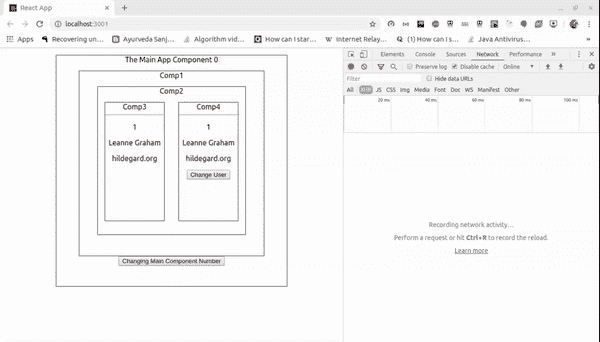 React App
localhost:3001
Apps
Recovering un…
Ayurveda Sanj…
Algorithm vid…
How can I star…
Internet Relay…
(1) How can I s…
Java Antivirus…
The Main App Component 0
Comp1
Comp2
Comp3
1
Leanne Graham
hildegard.org
Comp4
1
Leanne Graham
hildegard.org
Change User
Changing Main Component Number
Elements Console Sources Network Performance »
Preserve log Disable cache Online
Filter Hide data URLs
All XHR JS CSS Img Media Font Doc WS Manifest Other
20 ms 40 ms 60 ms 80 ms 100 ms
Recording network activity…
Perform a request or hit Ctrl+R to record the reload.
Learn more